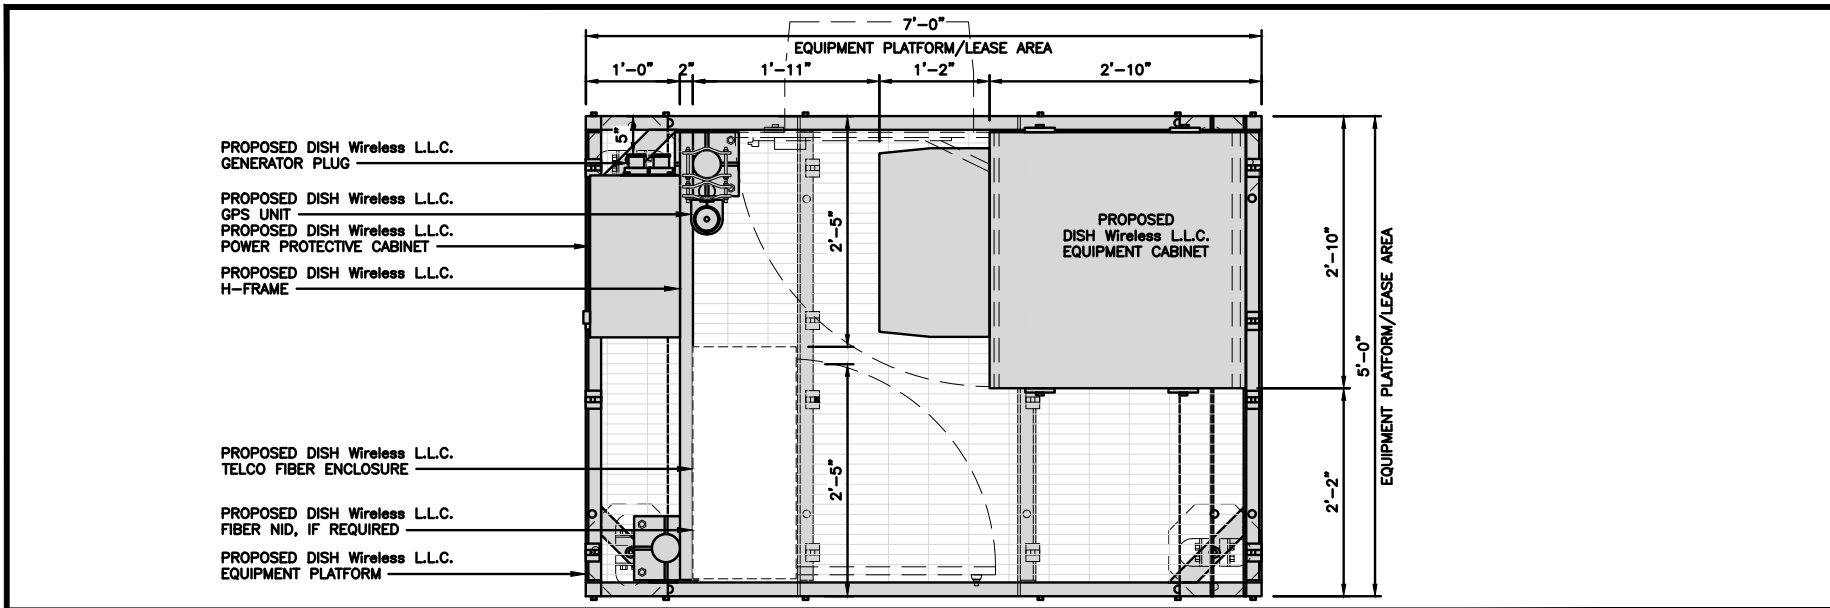 7'-0"
EQUIPMENT PLATFORM/LEASE AREA
1'-0" 2" 1'-11" 1'-2" 2'-10"
5"
PROPOSED DISH Wireless L.L.C.
GENERATOR PLUG
PROPOSED DISH Wireless L.L.C.
GPS UNIT
PROPOSED DISH Wireless L.L.C.
POWER PROTECTIVE CABINET
PROPOSED DISH Wireless L.L.C.
H-FRAME
PROPOSED DISH Wireless L.L.C.
TELCO FIBER ENCLOSURE
PROPOSED DISH Wireless L.L.C.
FIBER NID, IF REQUIRED
PROPOSED DISH Wireless L.L.C.
EQUIPMENT PLATFORM
2'-5"
2'-5"
PROPOSED
DISH Wireless L.L.C.
EQUIPMENT CABINET
2'-10"
2'-2"
5'-0"
EQUIPMENT PLATFORM/LEASE AREA